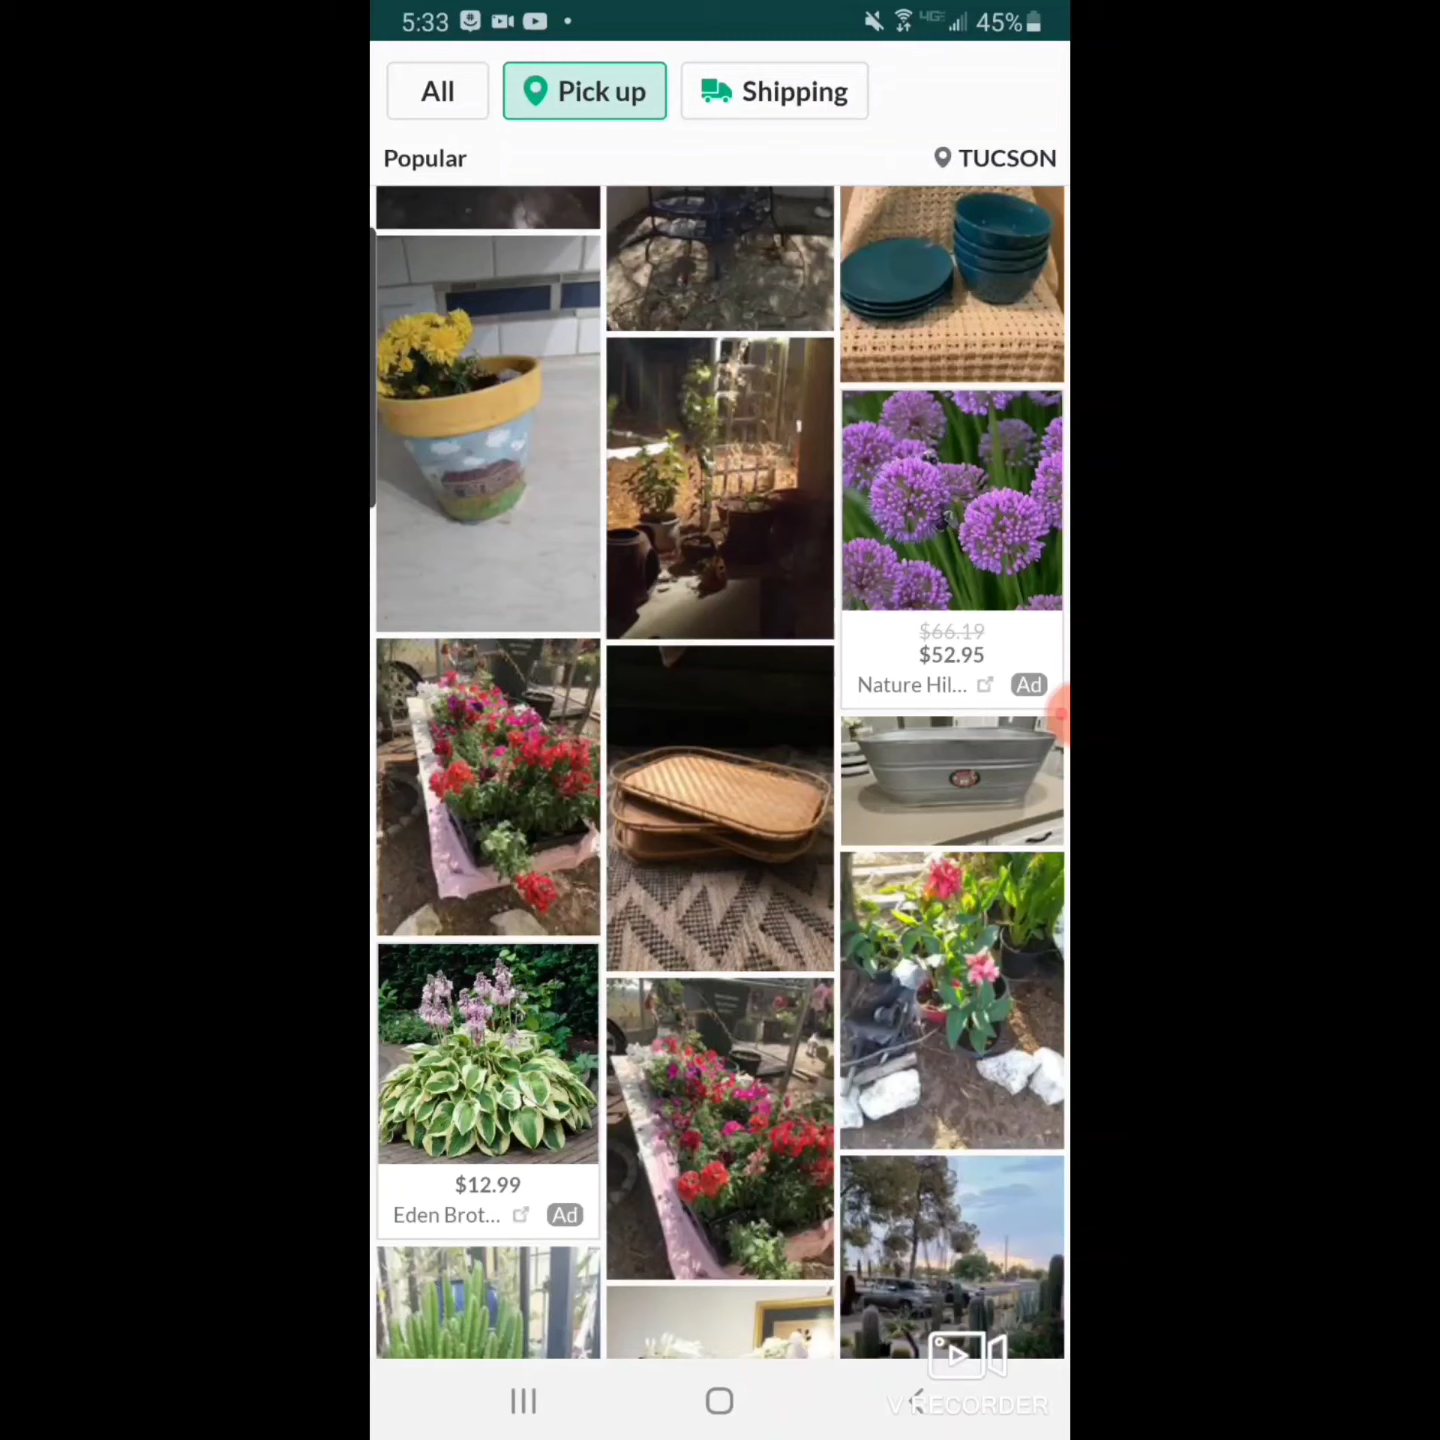 5:33
4GE 45%
All
Pick up
Shipping
Popular
TUCSON
$66.19
$52.95
Nature Hil...
Ad
$12.99
Eden Brot...
Ad
V RECORDER